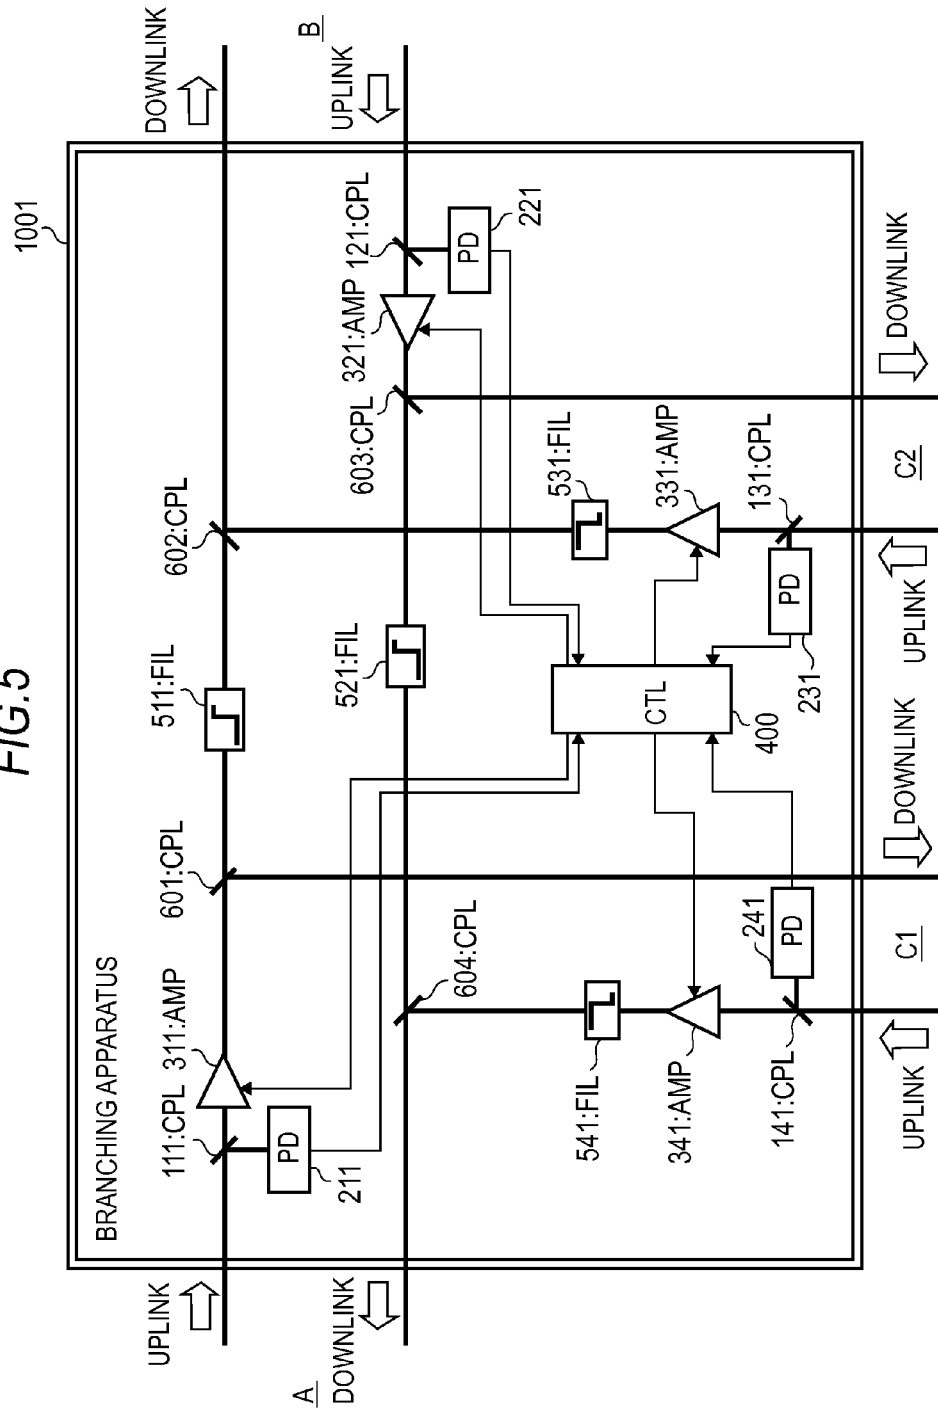 FIG.5
1001
BRANCHING APPARATUS
UPLINK
DOWNLINK
A
DOWNLINK
UPLINK
B
111:CPL
311:AMP
601:CPL
511:FIL
602:CPL
PD
211
604:CPL
521:FIL
603:CPL
321:AMP
121:CPL
PD
221
541:FIL
341:AMP
141:CPL
PD
241
CTL
400
531:FIL
331:AMP
131:CPL
PD
231
UPLINK
C1
DOWNLINK
UPLINK
C2
DOWNLINK